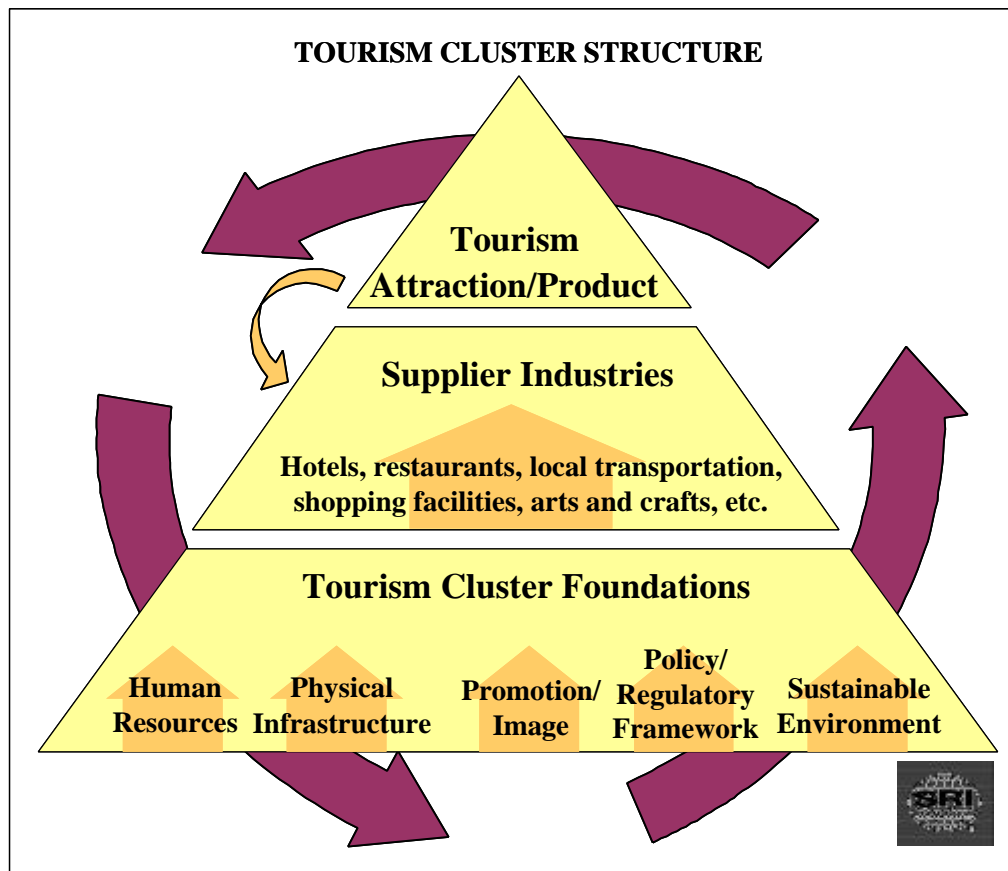 TOURISM CLUSTER STRUCTURE
Tourism
Attraction/Product
Supplier Industries
Hotels, restaurants, local transportation,
shopping facilities, arts and crafts, etc.
Tourism Cluster Foundations
Human
Resources
Physical
Infrastructure
Promotion/
Image
Policy/
Regulatory
Framework
Sustainable
Environment
SRI